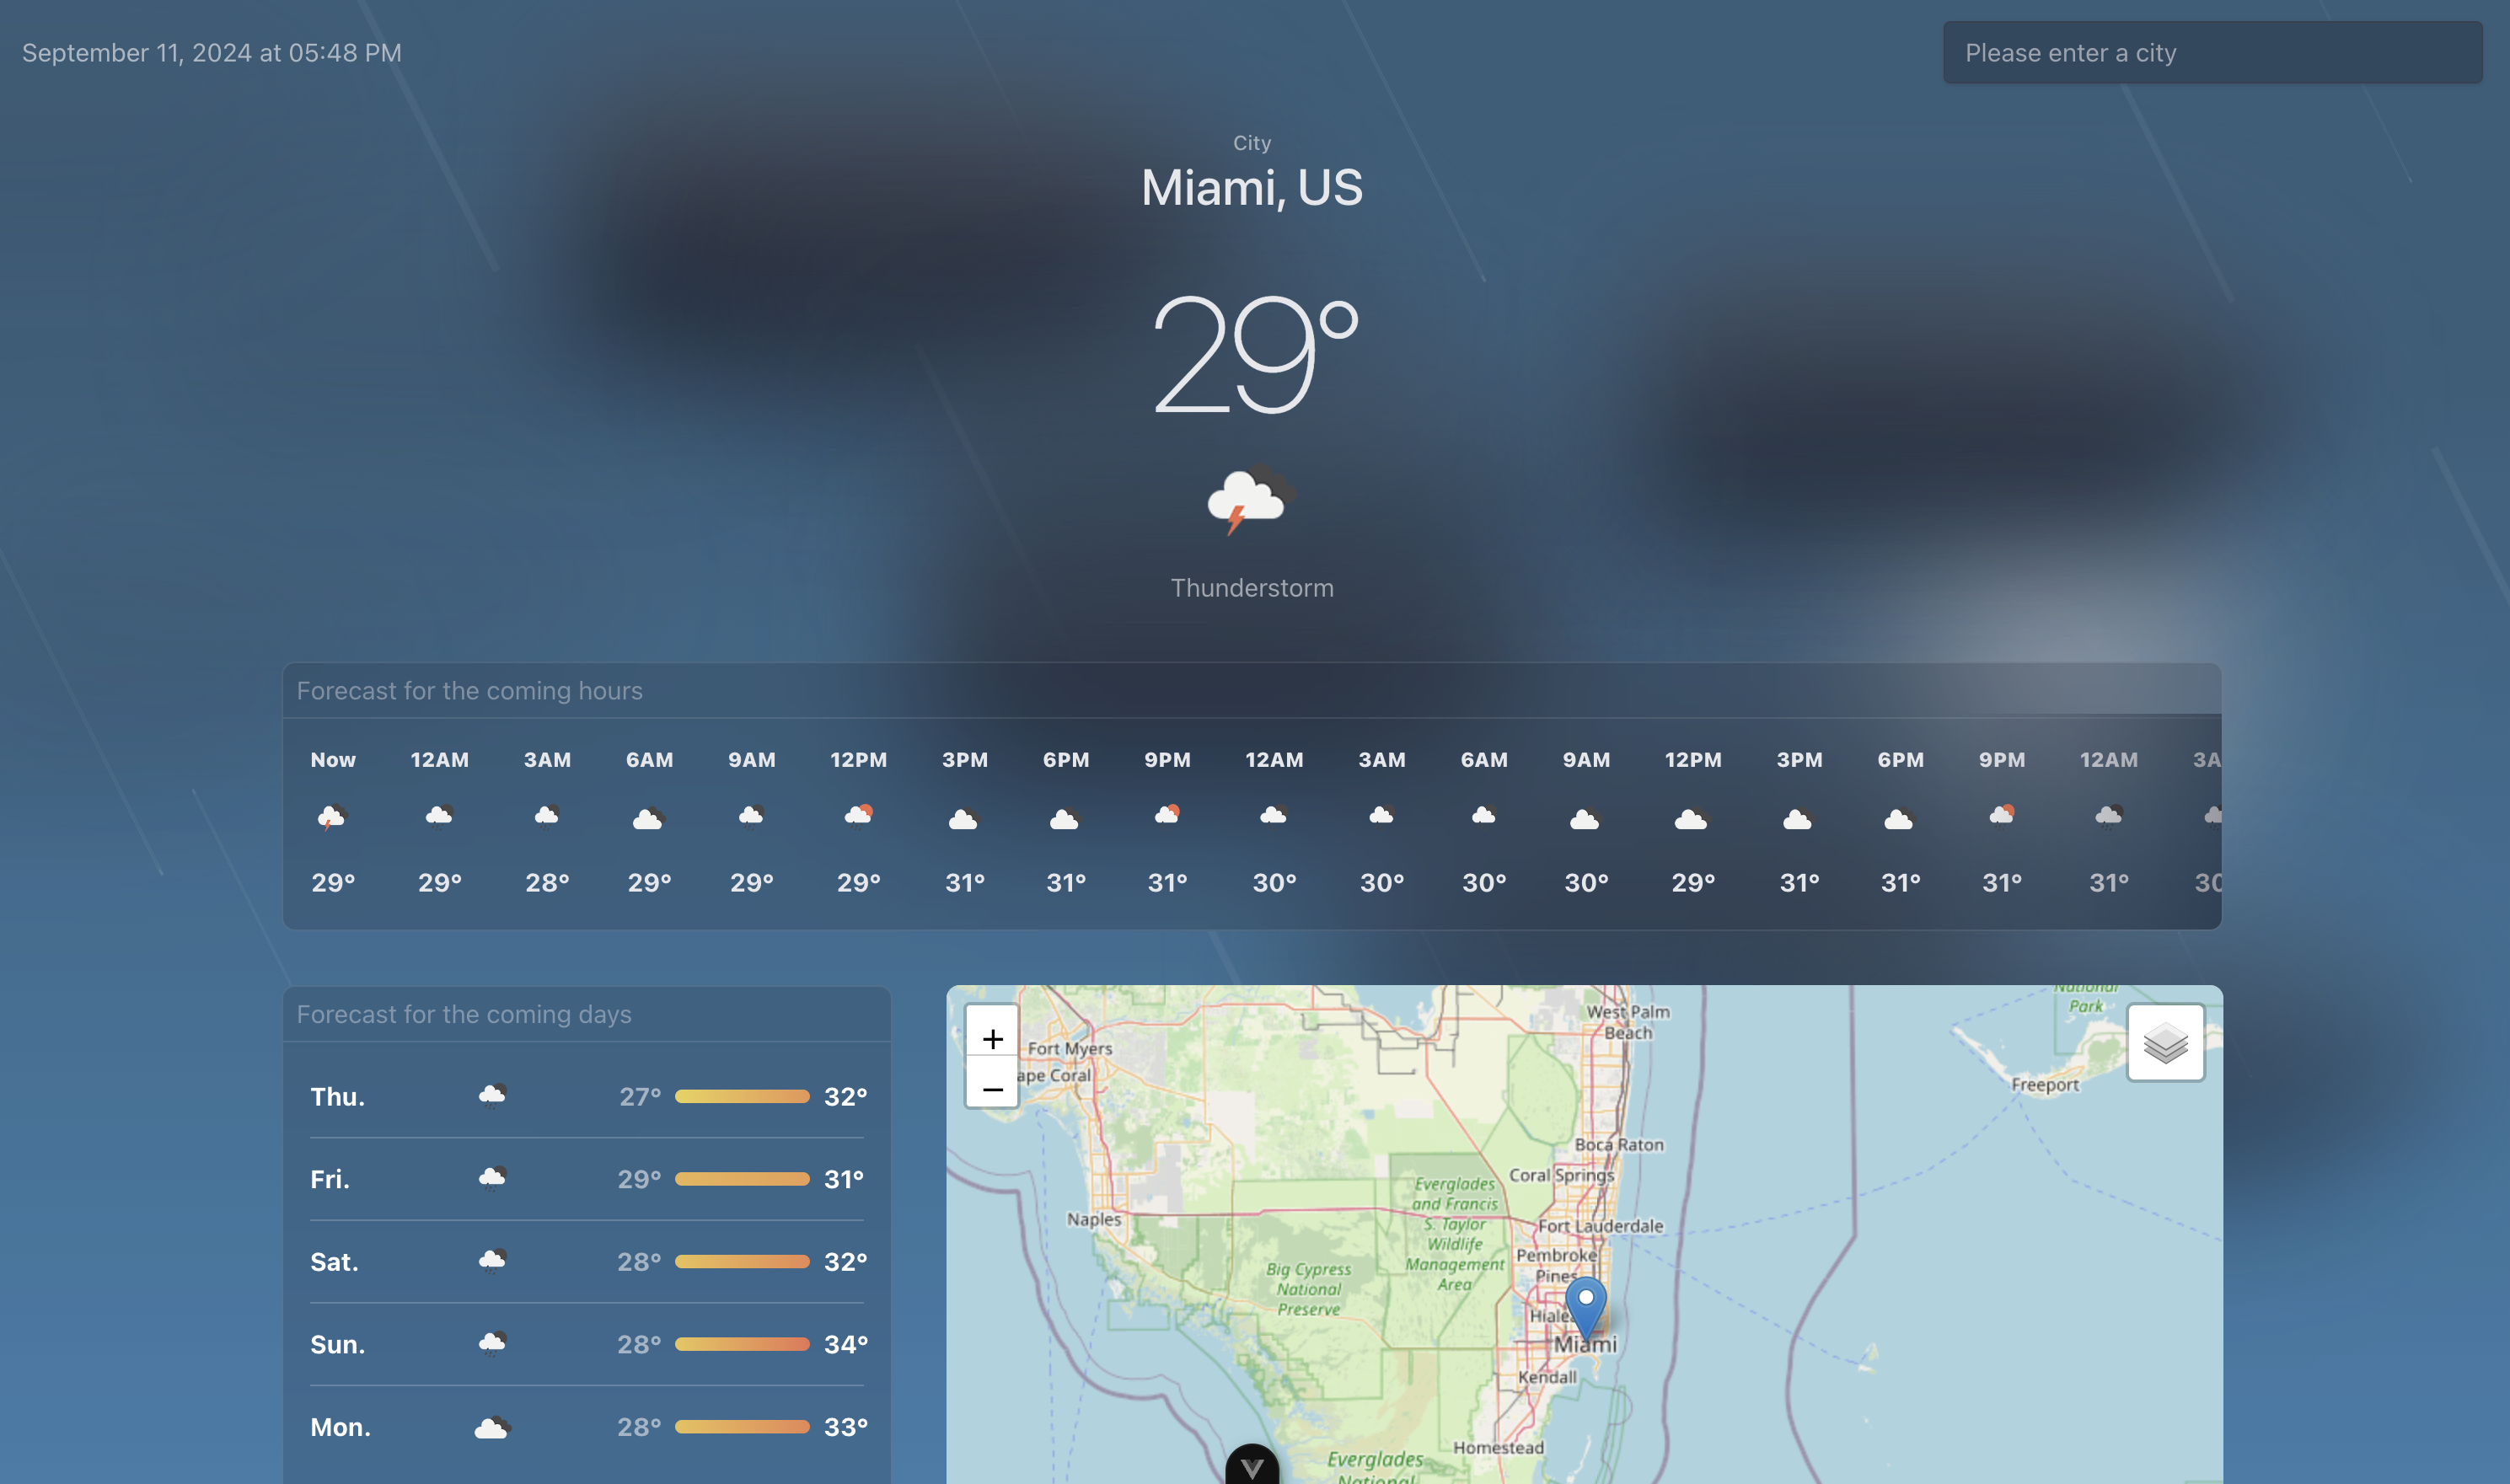 September 11, 2024 at 05:48 PM
Please enter a city
City
Miami, US
29°
Thunderstorm
Forecast for the coming hours
Now 12AM 3AM 6AM 9AM 12PM 3PM 6PM 9PM 12AM 3AM 6AM 9AM 12PM 3PM 6PM 9PM 12AM 3A
29° 29° 28° 29° 29° 29° 31° 31° 31° 30° 30° 30° 30° 29° 31° 31° 31° 31° 30
Forecast for the coming days
Thu. 27° 32°
Fri. 29° 31°
Sat. 28° 32°
Sun. 28° 34°
Mon. 28° 33°
+
−
National
Park
West Palm
Beach
Fort Myers
ape Coral
Freeport
Boca Raton
Coral Springs
Everglades
and Francis
S. Taylor
Wildlife
Management
Area
Naples
Fort Lauderdale
Pembroke
Pines
Big Cypress
National
Preserve
Hialea
Miami
Kendall
Homestead
Everglades
National